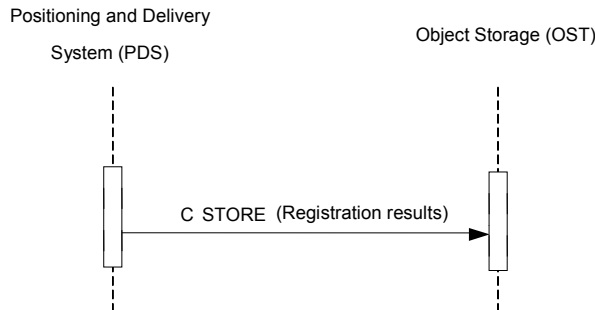 Positioning and Delivery
System (PDS)
Object Storage (OST)
C STORE (Registration results)